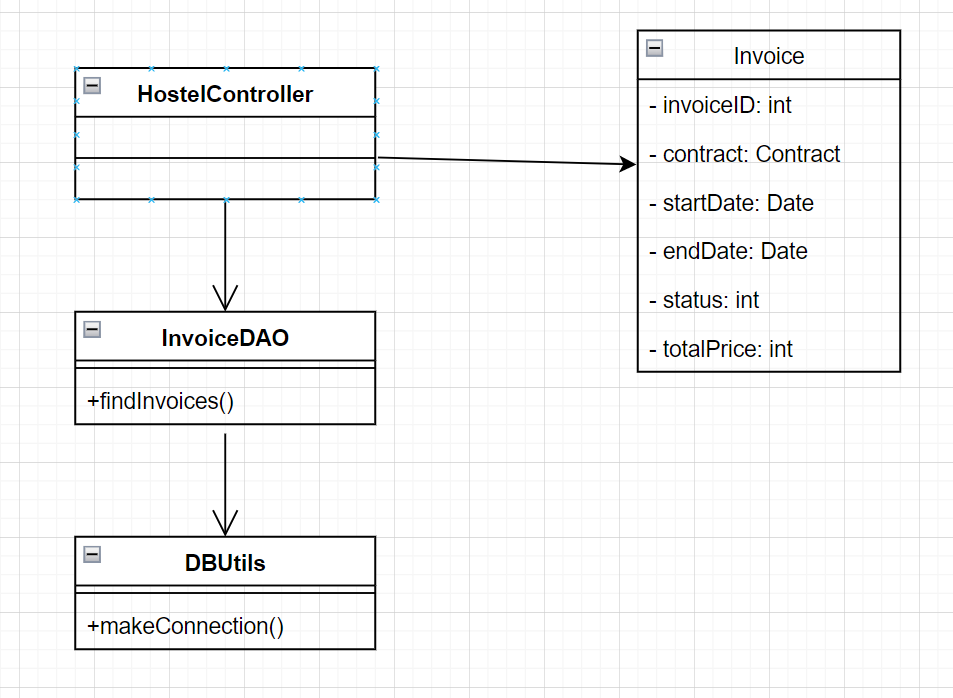 HostelController
Invoice
- invoiceID: int
- contract: Contract
- startDate: Date
- endDate: Date
- status: int
- totalPrice: int
InvoiceDAO
+findInvoices()
DBUtils
+makeConnection()